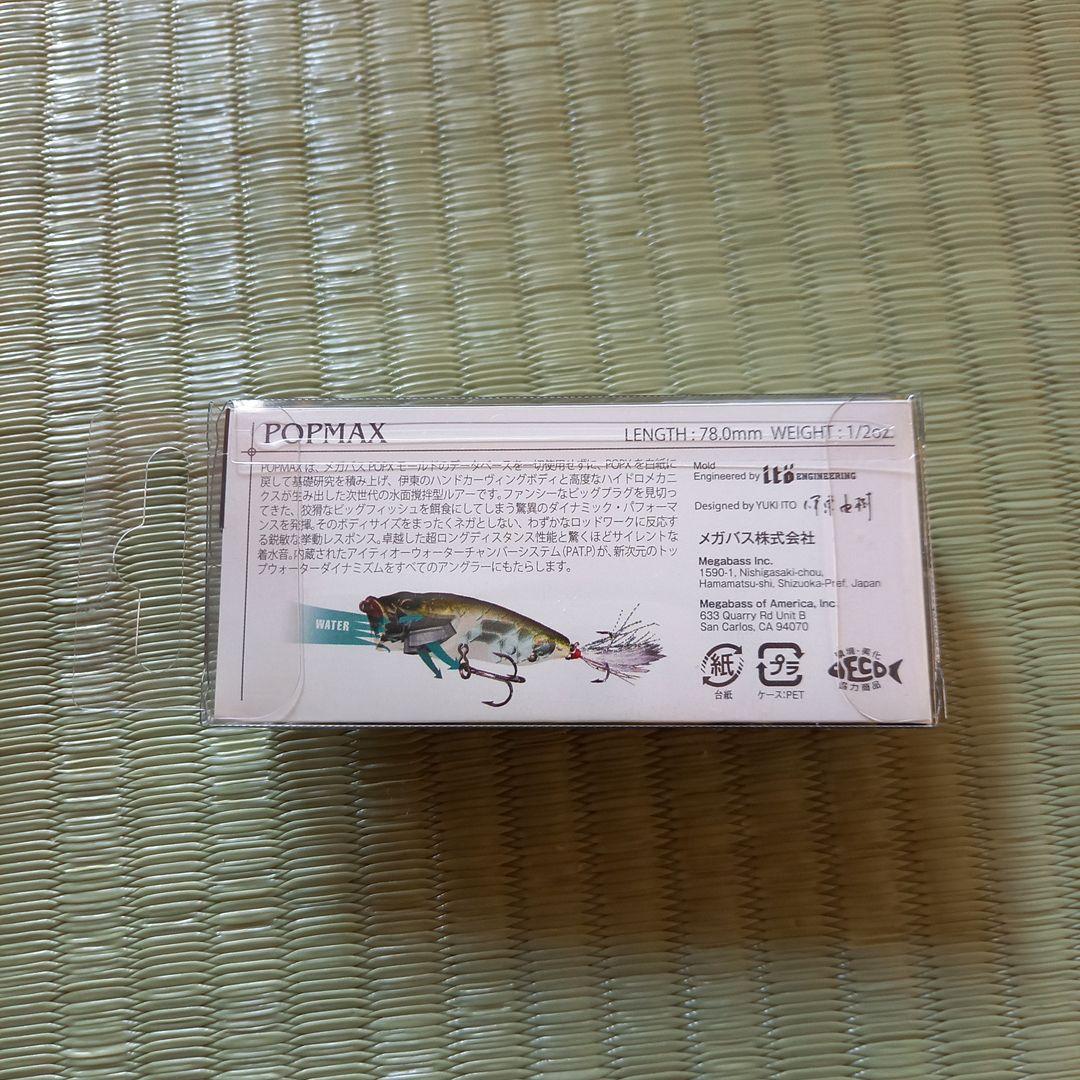 POPMAX
LENGTH : 78.0mm WEIGHT : 1/2oz
POPMAXは、メガバスPOPXモールドのデータベースを一切使用せずに、POPXを白紙に
戻して基礎研究を積み上げ、伊東のハンドカーヴィングボディと高度なハイドロメカニ
クスが生み出した次世代の水面撹拌型ルアーです。ファンシーなビッグプラグを見切っ
てきた、狡猾なビッグフィッシュを餌食にしてしまう驚異のダイナミック・パフォーマ
ンスを発揮。そのボディサイズをまったくネガとしない、わずかなロッドワークに反応す
る鋭敏な挙動レスポンス。卓越した超ロングディスタンス性能と驚くほどサイレントな
着水音。内蔵されたアイティオーウォーターチャンバーシステム(PAT.P)が、新次元のトッ
プウォーターダイナミズムをすべてのアングラーにもたらします。
WATER
Mold
Engineered by itö ENGINEERING
Designed by YUKI ITO 伊東由樹
メガバス株式会社
Megabass Inc.
1590-1, Nishigasaki-chou,
Hamamatsu-shi, Shizuoka-Pref. Japan
Megabass of America, Inc.
633 Quarry Rd Unit B
San Carlos, CA 94070
紙
台紙
プラ
ケース:PET
環境・美化
ECO
協力商品